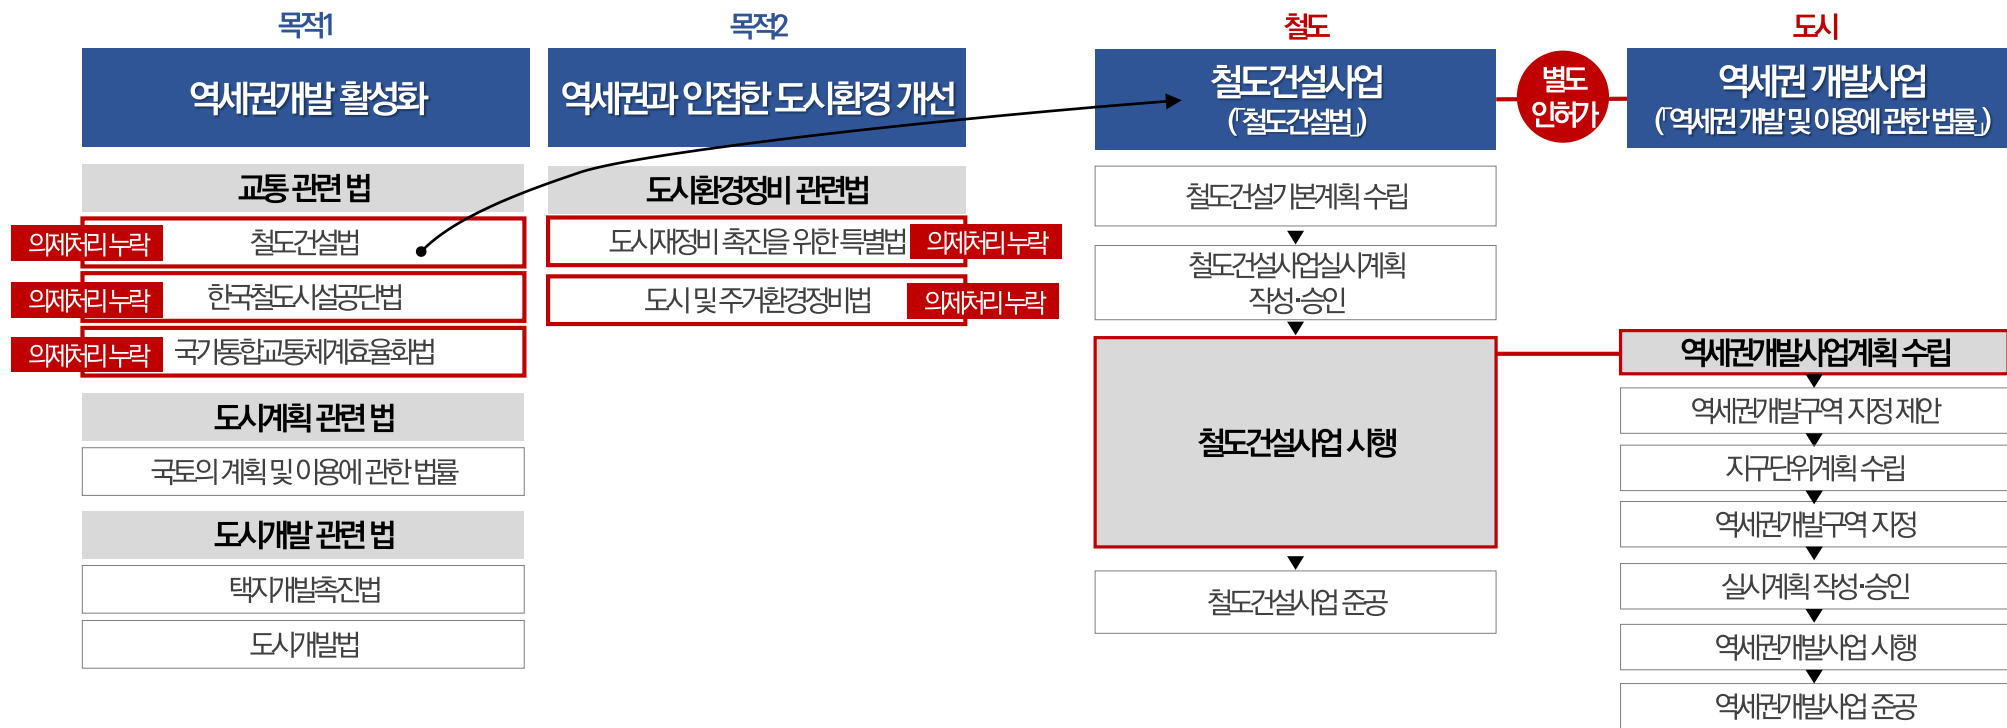 목적1
역세권개발 활성화
교통 관련 법
의제처리 누락
철도건설법
의제처리 누락
한국철도시설공단법
의제처리 누락
국가통합교통체계효율화법
도시계획 관련 법
국토의 계획 및 이용에 관한 법률
도시개발 관련 법
택지개발촉진법
도시개발법
목적2
역세권과 인접한 도시환경 개선
도시환경정비 관련법
도시재정비 촉진을 위한 특별법
의제처리 누락
도시 및 주거환경정비법
의제처리 누락
철도
철도건설사업
(「철도건설법」)
철도건설기본계획 수립
철도건설사업실시계획
작성·승인
철도건설사업 시행
철도건설사업 준공
별도
인허가
도시
역세권 개발사업
(「역세권 개발 및 이용에 관한 법률」)
역세권개발사업계획 수립
역세권개발구역 지정 제안
지구단위계획 수립
역세권개발구역 지정
실시계획 작성·승인
역세권개발사업 시행
역세권개발사업 준공